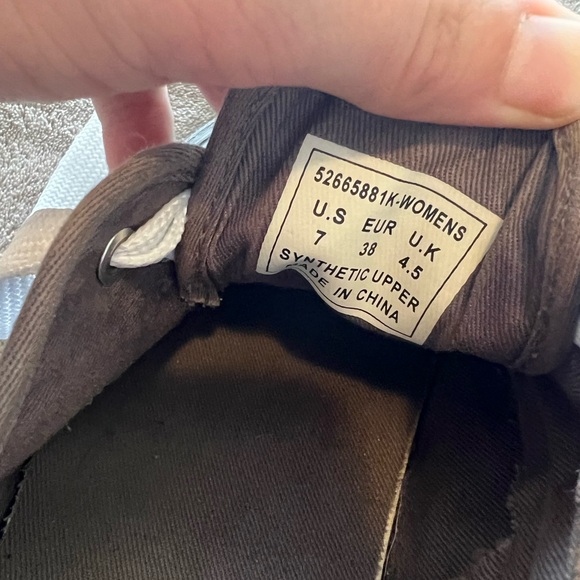 52665881K-WOMENS
U.S EUR U.K
7 38 4.5
SYNTHETIC UPPER
MADE IN CHINA